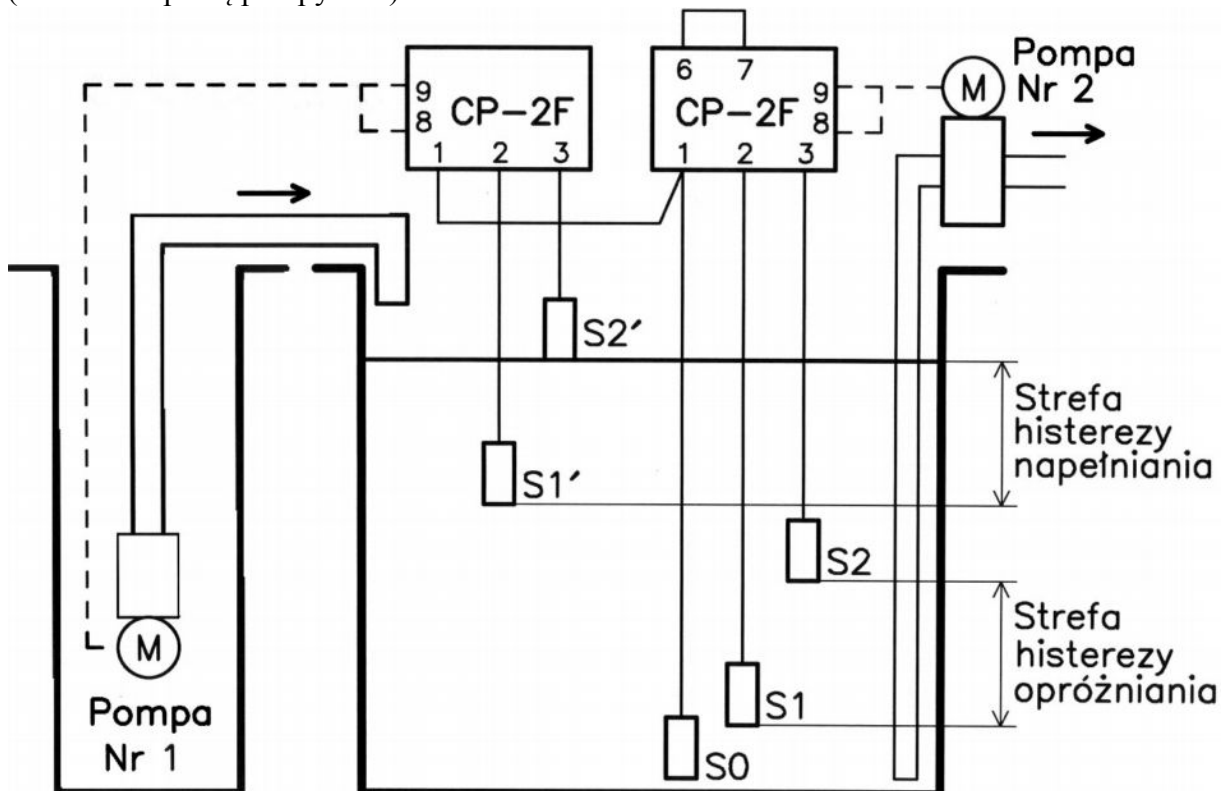 6 7
9 CP-2F
8
1 2 3
CP-2F 9
8
1 2 3
M
Pompa
Nr 2
S2′
S1′
S2
S1
S0
Strefa
histerezy
napełniania
Strefa
histerezy
opróżniania
M
Pompa
Nr 1